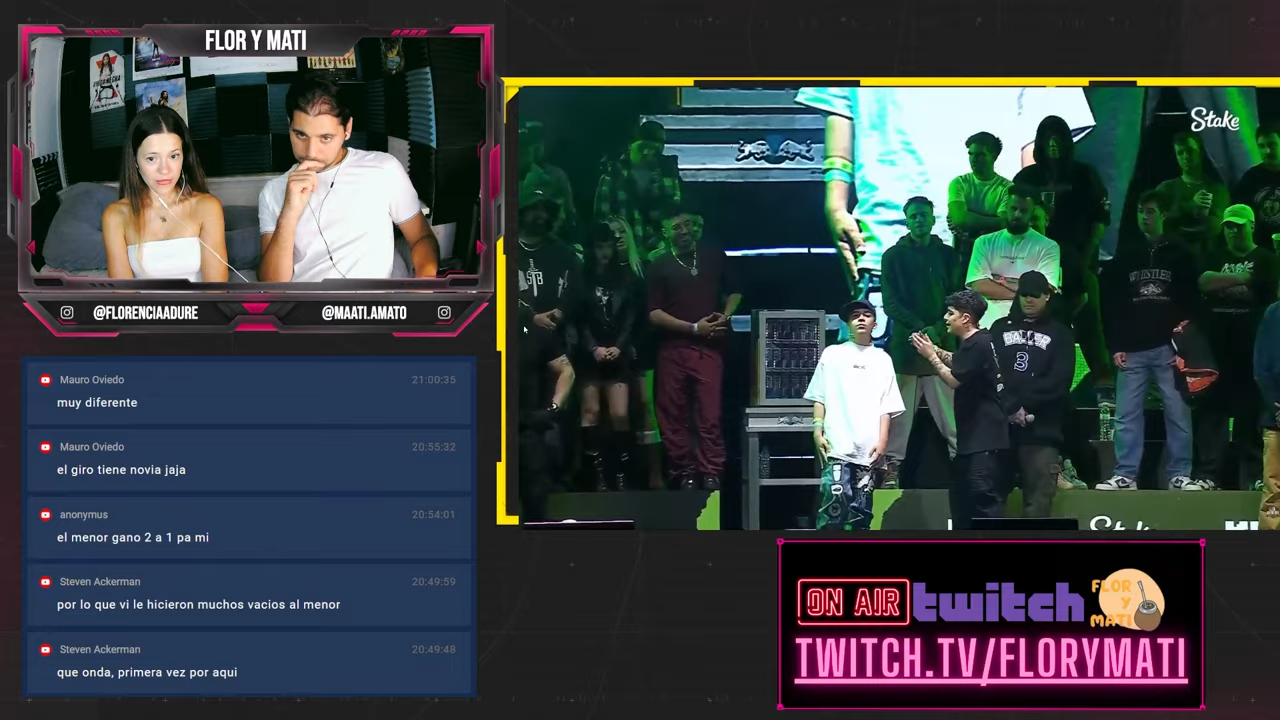 FLOR Y MATI
@FLORENCIAADURE
@MAATI.AMATO
Mauro Oviedo
21:00:35
muy diferente
Mauro Oviedo
20:55:32
el giro tiene novia jaja
anonymus
20:54:01
el menor gano 2 a 1 pa mi
Steven Ackerman
20:49:59
por lo que vi le hicieron muchos vacios al menor
Steven Ackerman
20:49:48
que onda, primera vez por aqui
Stake
BALLER
3
ON AIR
twitch
FLOR
Y
MATI
TWITCH.TV/FLORYMATI